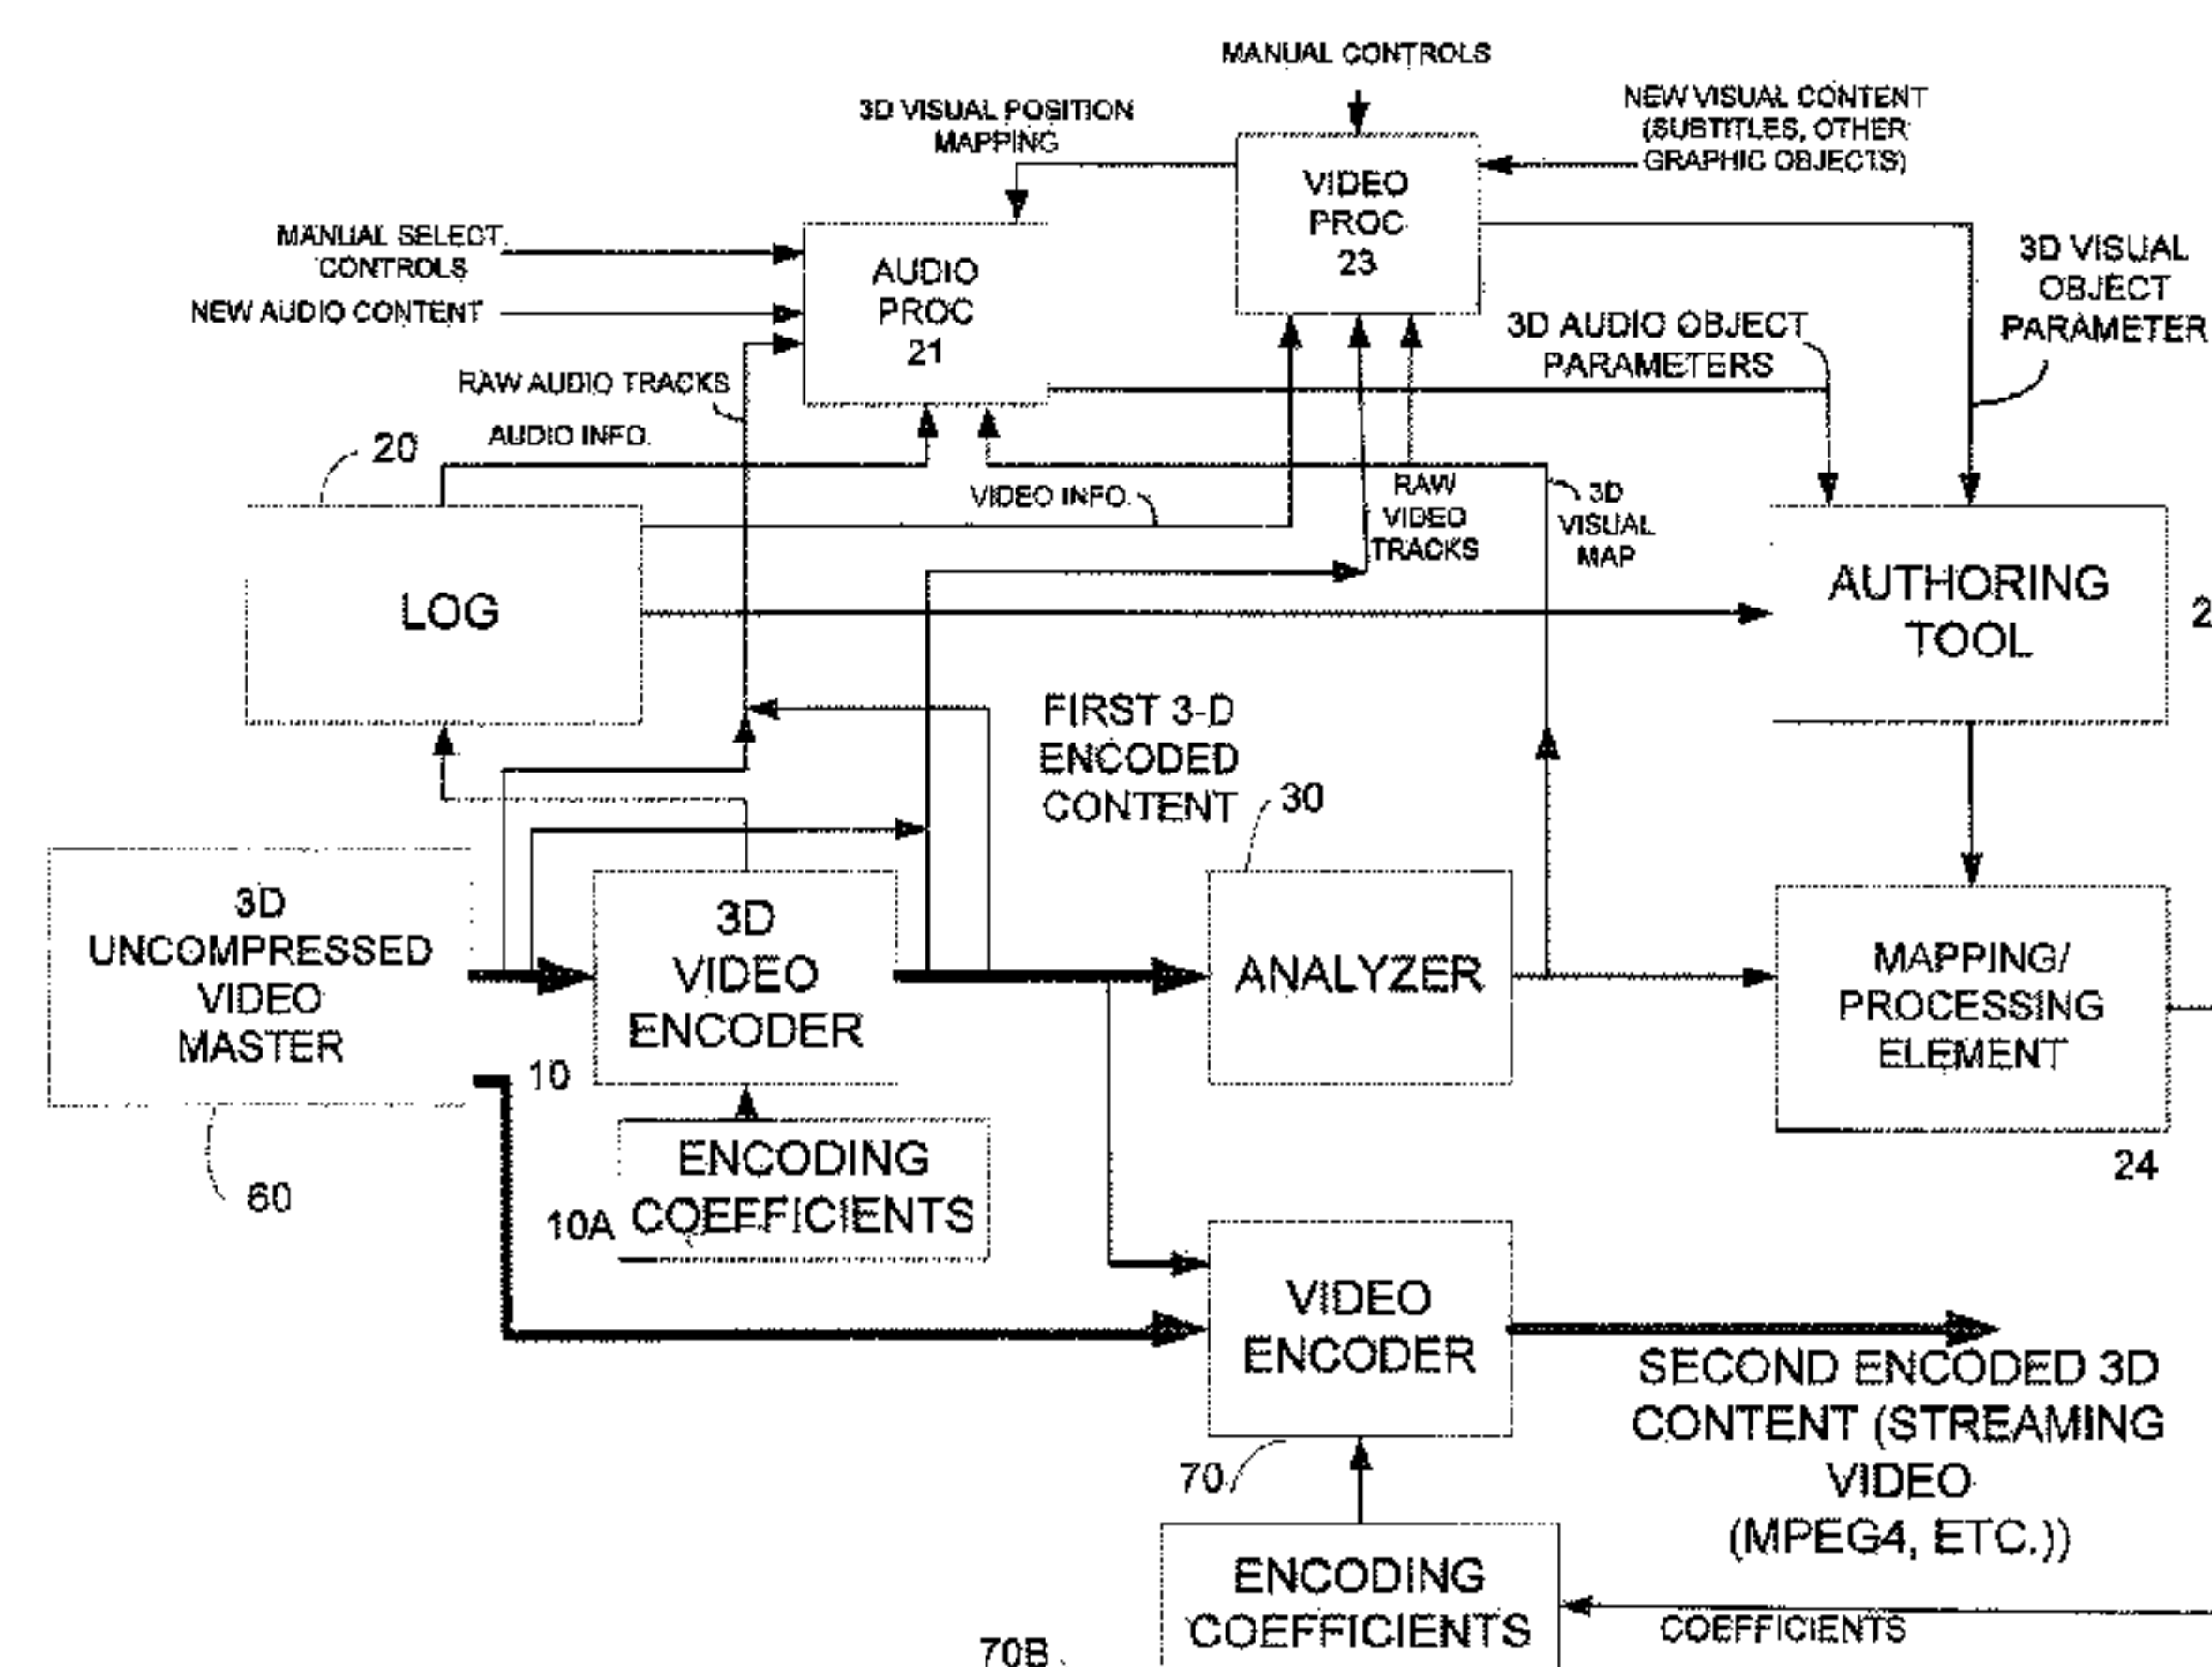 MANUAL CONTROLS
3D VISUAL POSITION
MAPPING
NEW VISUAL CONTENT
(SUBTITLES, OTHER
GRAPHIC OBJECTS)
VIDEO
PROC
23
MANUAL SELECT
CONTROLS
NEW AUDIO CONTENT
AUDIO
PROC
21
3D VISUAL
OBJECT
PARAMETER
3D AUDIO OBJECT
PARAMETERS
RAW AUDIO TRACKS
AUDIO INFO.
20
VIDEO INFO.
RAW
VIDEO
TRACKS
3D
VISUAL
MAP
LOG
AUTHORING
TOOL
2
FIRST 3-D
ENCODED
CONTENT
30
3D
UNCOMPRESSED
VIDEO
MASTER
60
3D
VIDEO
ENCODER
10
ANALYZER
MAPPING/
PROCESSING
ELEMENT
24
ENCODING
COEFFICIENTS
10A
VIDEO
ENCODER
70
SECOND ENCODED 3D
CONTENT (STREAMING
VIDEO
(MPEG4, ETC.))
ENCODING
COEFFICIENTS
70B
COEFFICIENTS